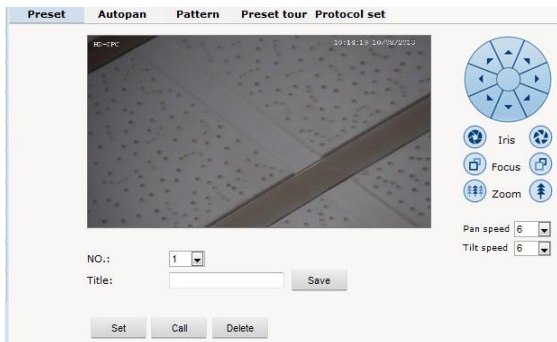 Preset Autopan Pattern Preset tour Protocol set
HD-IPC 10:14:19 10/08/2013
Iris
Focus
Zoom
Pan speed 6
Tilt speed 6
NO.: 1
Title: Save
Set Call Delete